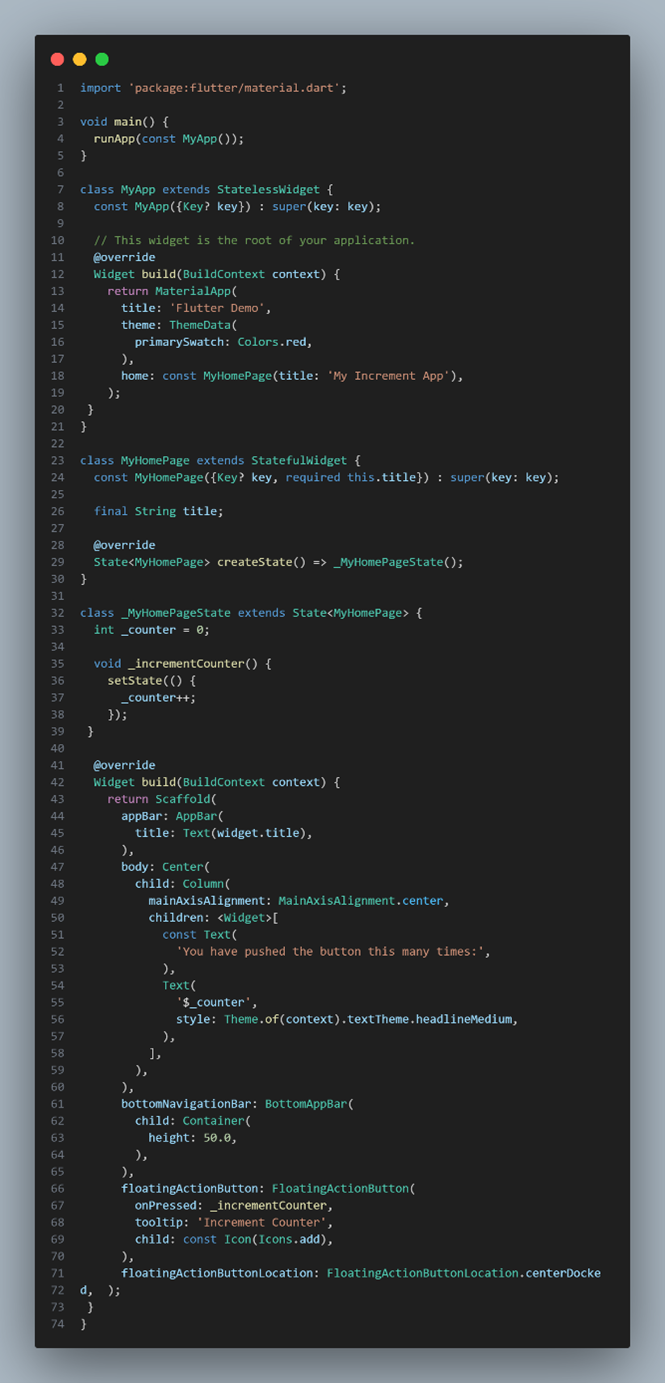 1 import 'package:flutter/material.dart';
2
3 void main() {
4   runApp(const MyApp());
5 }
6
7 class MyApp extends StatelessWidget {
8   const MyApp({Key? key}) : super(key: key);
9
10   // This widget is the root of your application.
11   @override
12   Widget build(BuildContext context) {
13     return MaterialApp(
14       title: 'Flutter Demo',
15       theme: ThemeData(
16         primarySwatch: Colors.red,
17       ),
18       home: const MyHomePage(title: 'My Increment App'),
19     );
20  }
21 }
22
23 class MyHomePage extends StatefulWidget {
24   const MyHomePage({Key? key, required this.title}) : super(key: key);
25
26   final String title;
27
28   @override
29   State<MyHomePage> createState() => _MyHomePageState();
30 }
31
32 class _MyHomePageState extends State<MyHomePage> {
33   int _counter = 0;
34
35   void _incrementCounter() {
36     setState(() {
37       _counter++;
38     });
39  }
40
41   @override
42   Widget build(BuildContext context) {
43     return Scaffold(
44       appBar: AppBar(
45         title: Text(widget.title),
46       ),
47       body: Center(
48         child: Column(
49           mainAxisAlignment: MainAxisAlignment.center,
50           children: <Widget>[
51             const Text(
52               'You have pushed the button this many times:',
53             ),
54             Text(
55               '$_counter',
56               style: Theme.of(context).textTheme.headlineMedium,
57             ),
58           ],
59         ),
60       ),
61       bottomNavigationBar: BottomAppBar(
62         child: Container(
63           height: 50.0,
64         ),
65       ),
66       floatingActionButton: FloatingActionButton(
67         onPressed: _incrementCounter,
68         tooltip: 'Increment Counter',
69         child: const Icon(Icons.add),
70       ),
71       floatingActionButtonLocation: FloatingActionButtonLocation.centerDocke
72 d,  );
73  }
74 }